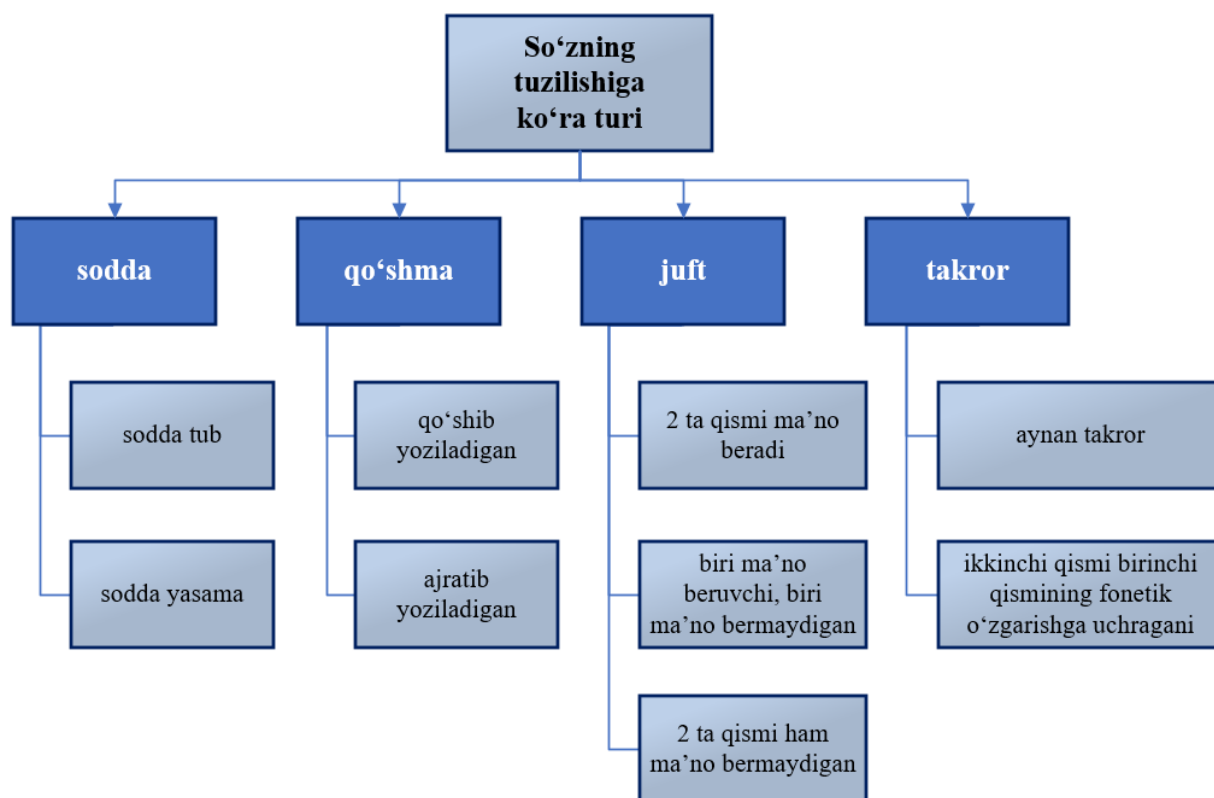 So‘zning
tuzilishiga
ko‘ra turi
sodda
qo‘shma
juft
takror
sodda tub
qo‘shib
yoziladigan
2 ta qismi ma’no
beradi
aynan takror
sodda yasama
ajratib
yoziladigan
biri ma’no
beruvchi, biri
ma’no bermaydigan
ikkinchi qismi birinchi
qismining fonetik
o‘zgarishga uchragani
2 ta qismi ham
ma’no bermaydigan